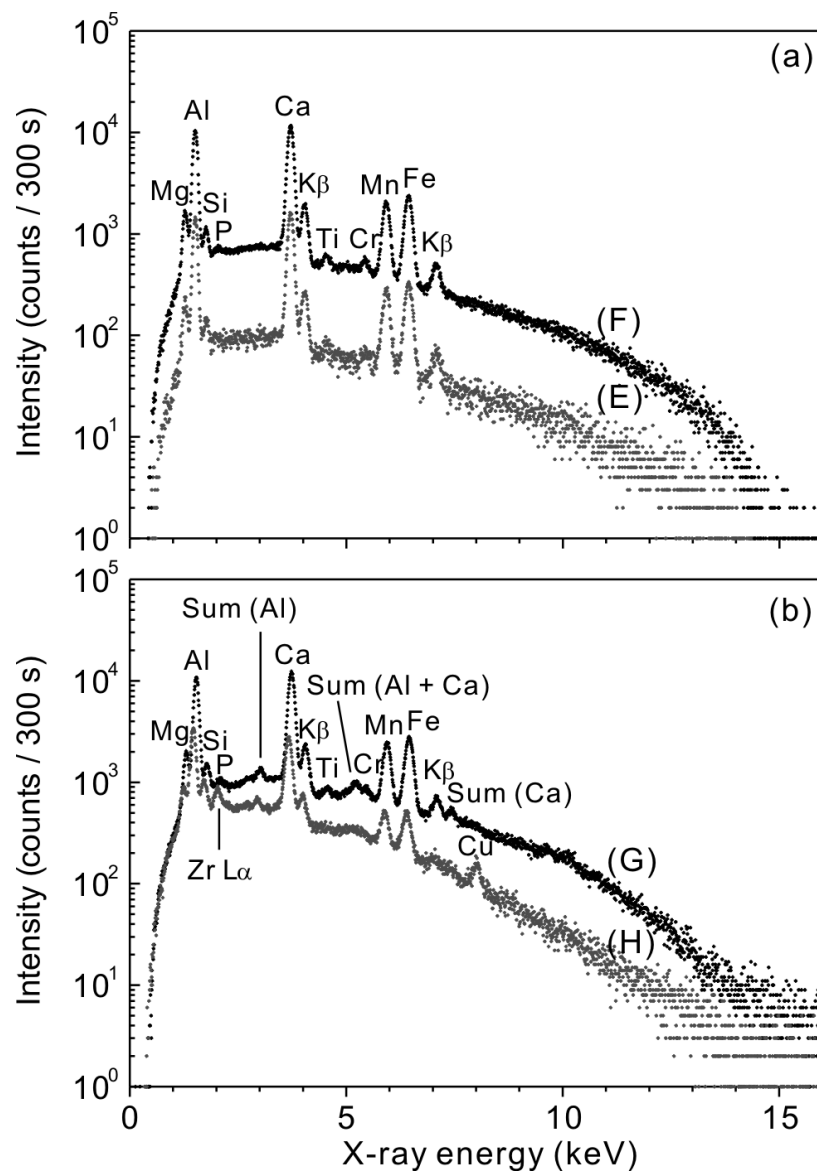 (a)
Intensity (counts / 300 s)
10^5
10^4
10^3
10^2
10^1
10^0
Al
Ca
Mg
Si
P
Kβ
Ti
Cr
Mn
Fe
Kβ
(F)
(E)
(b)
Intensity (counts / 300 s)
10^5
10^4
10^3
10^2
10^1
10^0
Sum (Al)
Al
Ca
Sum (Al + Ca)
Mg
Si
P
Kβ
Ti
Cr
Mn
Fe
Kβ
Sum (Ca)
Zr Lα
Cu
(G)
(H)
0
5
10
15
X-ray energy (keV)